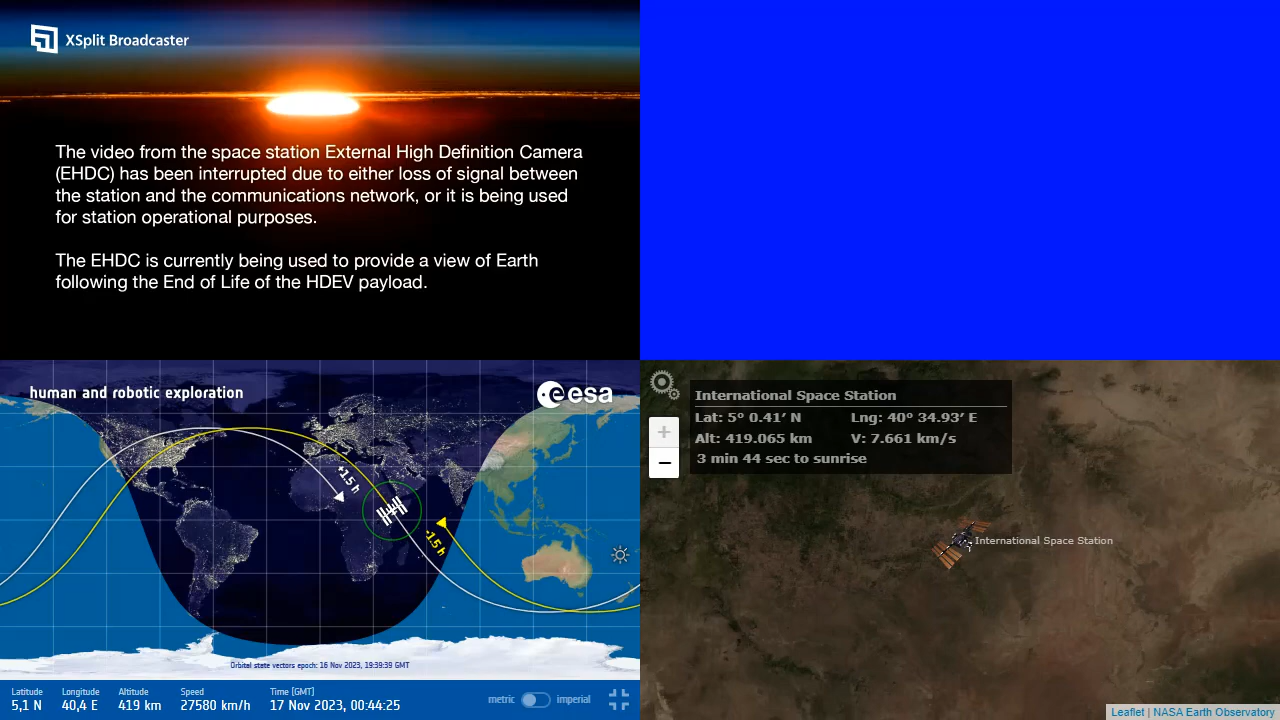 XSplit Broadcaster
The video from the space station External High Definition Camera
(EHDC) has been interrupted due to either loss of signal between
the station and the communications network, or it is being used
for station operational purposes.
The EHDC is currently being used to provide a view of Earth
following the End of Life of the HDEV payload.
human and robotic exploration
esa
+1.5 h
-1.5 h
Orbital state vectors epoch: 16 Nov 2023, 19:39:39 GMT
Latitude Longitude Altitude Speed Time (GMT)
5,1 N 40,4 E 419 km 27580 km/h 17 Nov 2023, 00:44:25
metric imperial
International Space Station
Lat: 5° 0.41′ N Lng: 40° 34.93′ E
Alt: 419.065 km V: 7.661 km/s
3 min 44 sec to sunrise
+
−
International Space Station
Leaflet | NASA Earth Observatory